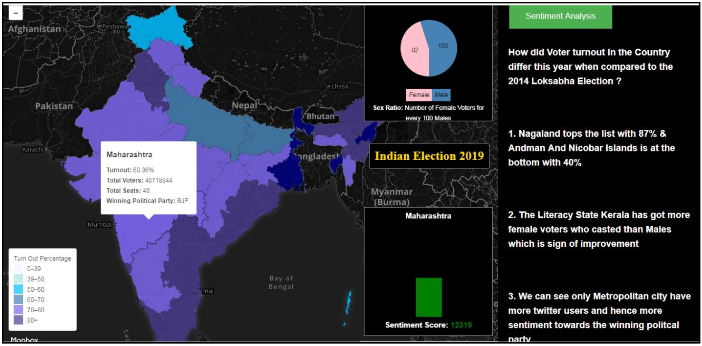 −
Afghanistan
Peshawar
Pakistan
Karachi
Nepal
Lhasa
Bhutan
Bangladesh
Myanmar
(Burma)
Mumbai
Bay of
Bengal
Maharashtra
Turnout: 60.36%
Total Voters: 48718844
Total Seats: 48
Winning Political Party: BJP
Turn Out Percentage
0–39
39–50
50–60
60–70
70–80
80+
Mapbox
92
100
Female Male
Sex Ratio: Number of Female Voters for
every 100 Males
Indian Election 2019
Maharashtra
Sentiment Score: 12319
Sentiment Analysis
How did Voter turnout In the Country
differ this year when compared to the
2014 Loksabha Election ?
1. Nagaland tops the list with 87% &
Andman And Nicobar Islands is at the
bottom with 40%
2. The Literacy State Kerala has got more
female voters who casted than Males
which is sign of improvement
3. We can see only Metropolitan city have
more twitter users and hence more
sentiment towards the winning politcal
party